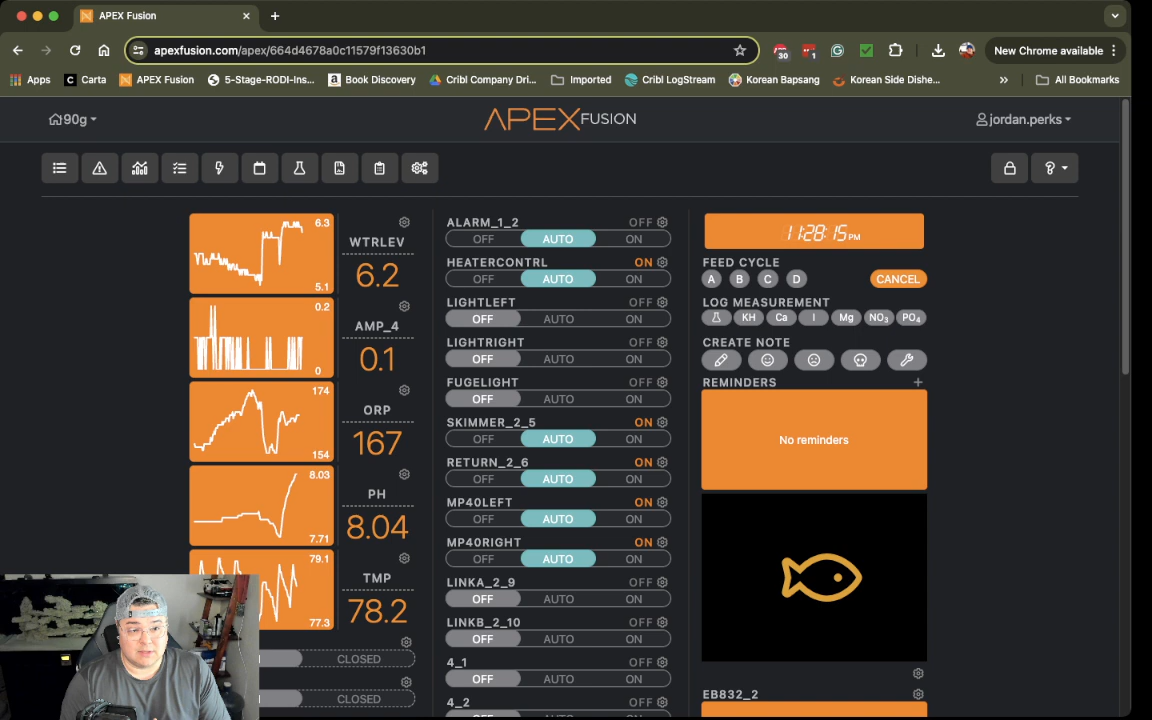 APEX Fusion
apexfusion.com/apex/664d4678a0c11579f13630b1
30
1
New Chrome available
Apps
Carta
APEX Fusion
5-Stage-RODI-Ins...
Book Discovery
Cribl Company Dri...
Imported
Cribl LogStream
Korean Bapsang
Korean Side Dishe...
»
All Bookmarks
90g
APEX FUSION
jordan.perks
6.3
5.1
WTRLEV
6.2
0.2
0
AMP_4
0.1
174
154
ORP
167
8.03
7.71
PH
8.04
79.1
77.3
TMP
78.2
CLOSED
CLOSED
ALARM_1_2 OFF
OFF AUTO ON
HEATERCONTRL ON
OFF AUTO ON
LIGHTLEFT OFF
OFF AUTO ON
LIGHTRIGHT OFF
OFF AUTO ON
FUGELIGHT OFF
OFF AUTO ON
SKIMMER_2_5 ON
OFF AUTO ON
RETURN_2_6 ON
OFF AUTO ON
MP40LEFT ON
OFF AUTO ON
MP40RIGHT ON
OFF AUTO ON
LINKA_2_9 OFF
OFF AUTO ON
LINKB_2_10 OFF
OFF AUTO ON
4_1 OFF
OFF AUTO ON
4_2 OFF
11:28:15 PM
FEED CYCLE
A B C D CANCEL
LOG MEASUREMENT
KH Ca I Mg NO₃ PO₄
CREATE NOTE
REMINDERS +
No reminders
EB832_2